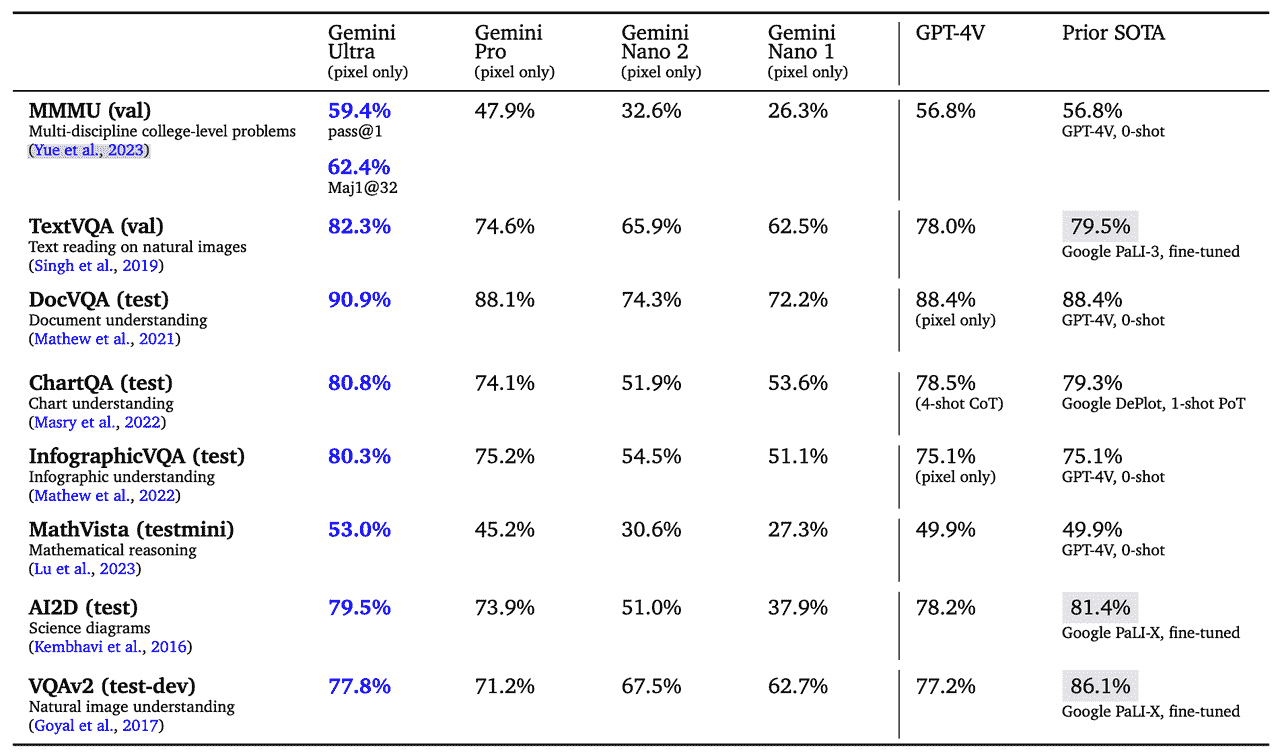 Gemini Ultra (pixel only) Gemini Pro (pixel only) Gemini Nano 2 (pixel only) Gemini Nano 1 (pixel only) GPT-4V Prior SOTA
MMMU (val) 59.4% 47.9% 32.6% 26.3% 56.8% 56.8%
Multi-discipline college-level problems pass@1 GPT-4V, 0-shot
(Yue et al., 2023)
62.4%
Maj1@32
TextVQA (val) 82.3% 74.6% 65.9% 62.5% 78.0% 79.5%
Text reading on natural images Google PaLI-3, fine-tuned
(Singh et al., 2019)
DocVQA (test) 90.9% 88.1% 74.3% 72.2% 88.4% 88.4%
Document understanding (pixel only) GPT-4V, 0-shot
(Mathew et al., 2021)
ChartQA (test) 80.8% 74.1% 51.9% 53.6% 78.5% 79.3%
Chart understanding (4-shot CoT) Google DePlot, 1-shot PoT
(Masry et al., 2022)
InfographicVQA (test) 80.3% 75.2% 54.5% 51.1% 75.1% 75.1%
Infographic understanding (pixel only) GPT-4V, 0-shot
(Mathew et al., 2022)
MathVista (testmini) 53.0% 45.2% 30.6% 27.3% 49.9% 49.9%
Mathematical reasoning GPT-4V, 0-shot
(Lu et al., 2023)
AI2D (test) 79.5% 73.9% 51.0% 37.9% 78.2% 81.4%
Science diagrams Google PaLI-X, fine-tuned
(Kembhavi et al., 2016)
VQAv2 (test-dev) 77.8% 71.2% 67.5% 62.7% 77.2% 86.1%
Natural image understanding Google PaLI-X, fine-tuned
(Goyal et al., 2017)